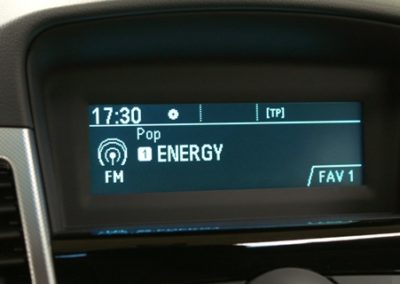 17:30 [TP]
Pop
1 ENERGY
FM
FAV 1